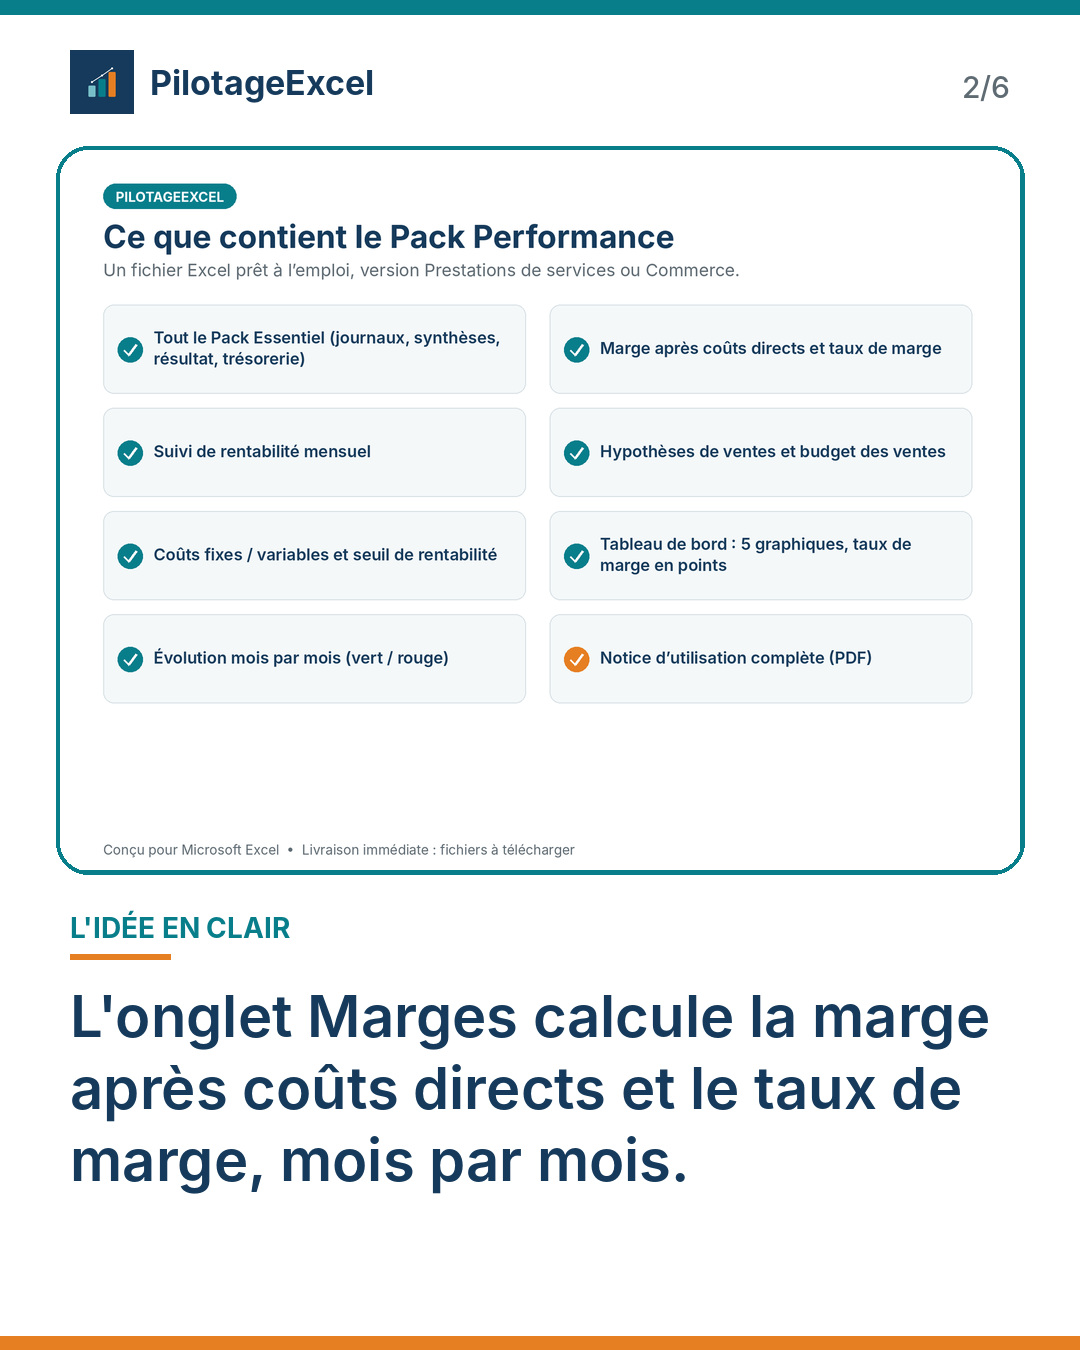 PilotageExcel
2/6
PILOTAGEEXCEL
Ce que contient le Pack Performance
Un fichier Excel prêt à l’emploi, version Prestations de services ou Commerce.
Tout le Pack Essentiel (journaux, synthèses,
résultat, trésorerie)
Marge après coûts directs et taux de marge
Suivi de rentabilité mensuel
Hypothèses de ventes et budget des ventes
Coûts fixes / variables et seuil de rentabilité
Tableau de bord : 5 graphiques, taux de
marge en points
Évolution mois par mois (vert / rouge)
Notice d’utilisation complète (PDF)
Conçu pour Microsoft Excel • Livraison immédiate : fichiers à télécharger
L'IDÉE EN CLAIR
L'onglet Marges calcule la marge
après coûts directs et le taux de
marge, mois par mois.